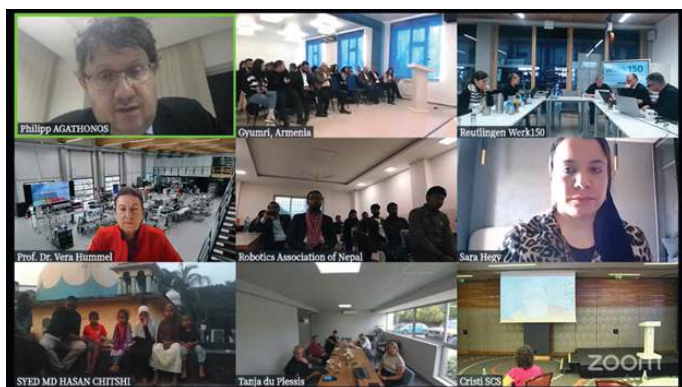 Philipp AGATHONOS
Gyumri, Armenia
150
Reutlingen Werk150
Prof. Dr. Vera Hummel
Robotics Association of Nepal
Sara Hegy
SYED MD HASAN CHITSHI
Tanja du Plessis
Cristi SCS
zoom